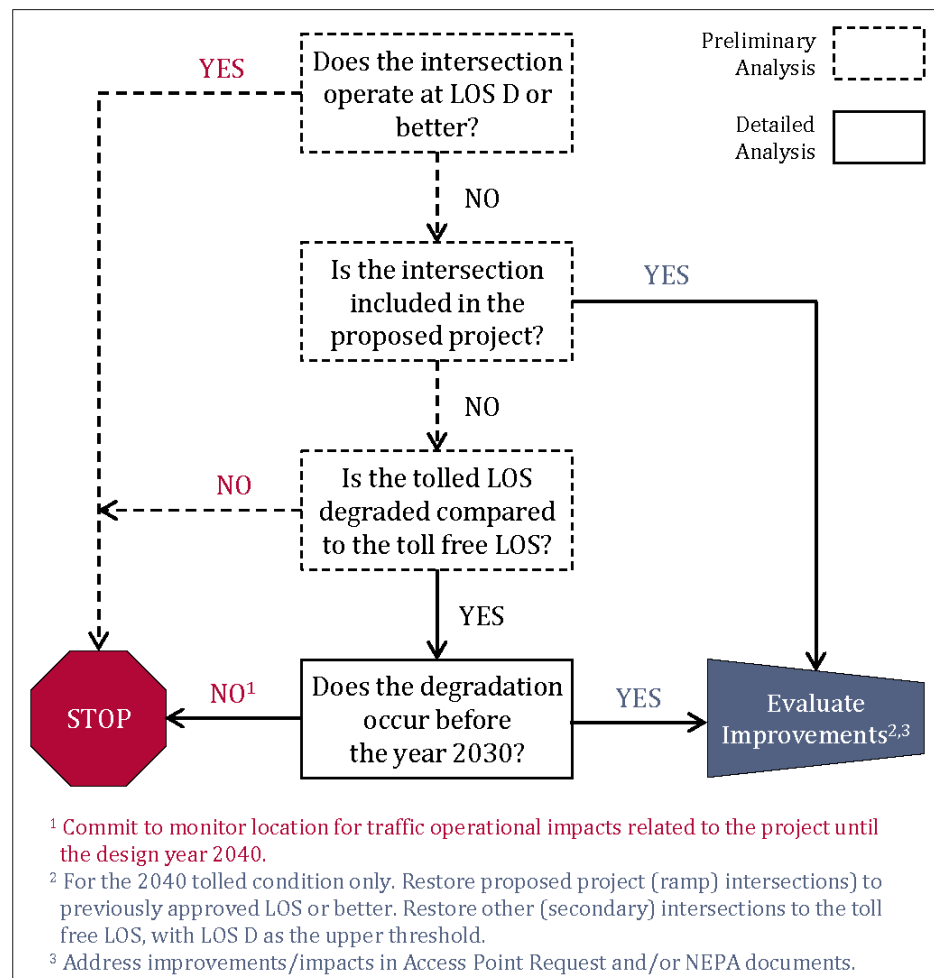 YES
Does the intersection
operate at LOS D or
better?
Preliminary
Analysis
Detailed
Analysis
NO
Is the intersection
included in the
proposed project?
YES
NO
NO
Is the tolled LOS
degraded compared
to the toll free LOS?
YES
STOP
NO¹
Does the degradation
occur before
the year 2030?
YES
Evaluate
Improvements²,³
¹ Commit to monitor location for traffic operational impacts related to the project until
the design year 2040.
² For the 2040 tolled condition only. Restore proposed project (ramp) intersections) to
previously approved LOS or better. Restore other (secondary) intersections to the toll
free LOS, with LOS D as the upper threshold.
³ Address improvements/impacts in Access Point Request and/or NEPA documents.